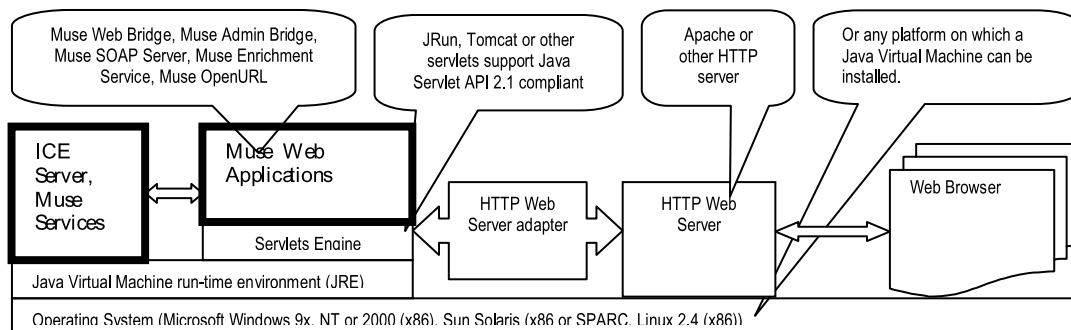 Muse Web Bridge, Muse Admin Bridge,
Muse SOAP Server, Muse Enrichment
Service, Muse OpenURL
JRun, Tomcat or other
servlets support Java
Servlet API 2.1 compliant
Apache or
other HTTP
server
Or any platform on which a
Java Virtual Machine can be
installed.
ICE
Server,
Muse
Services
Muse Web
Applications
Servlets Engine
HTTP Web
Server adapter
HTTP Web
Server
Web Browser
Java Virtual Machine run-time environment (JRE)
Operating System (Microsoft Windows 9x, NT or 2000 (x86), Sun Solaris (x86 or SPARC, Linux 2.4 (x86))